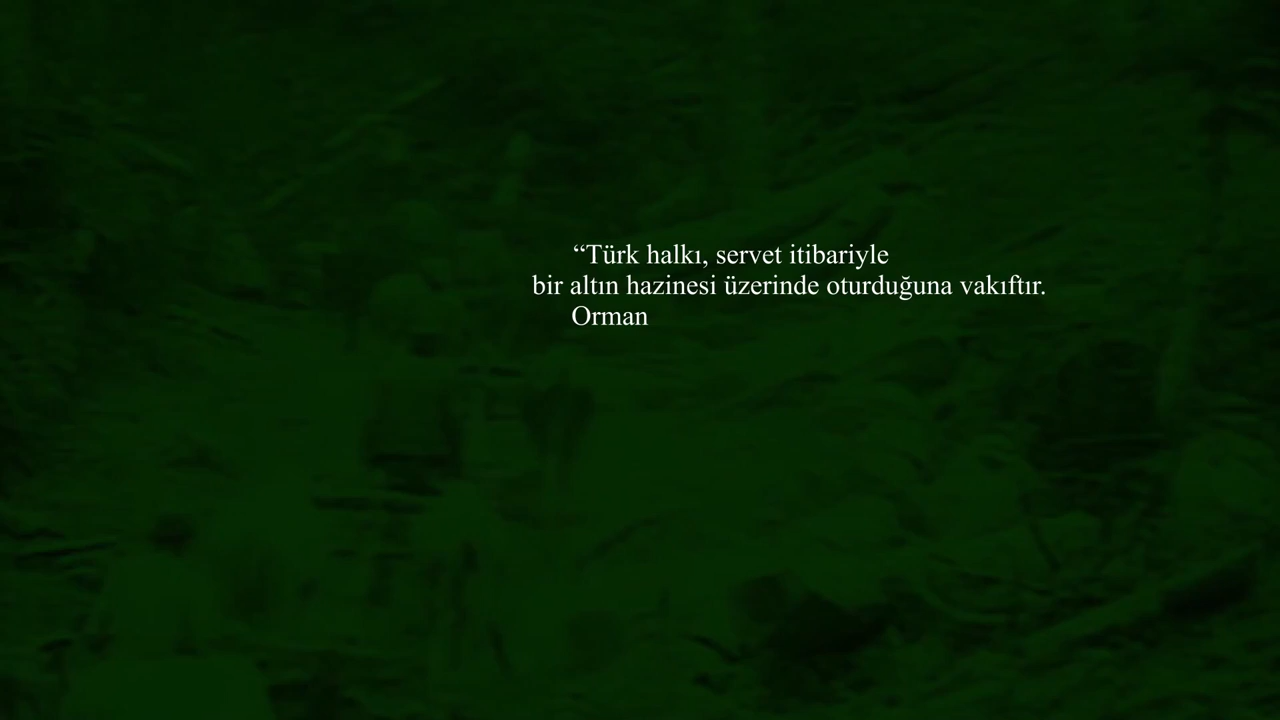 “Türk halkı, servet itibariyle
bir altın hazinesi üzerinde oturduğuna vakıftır.
Orman